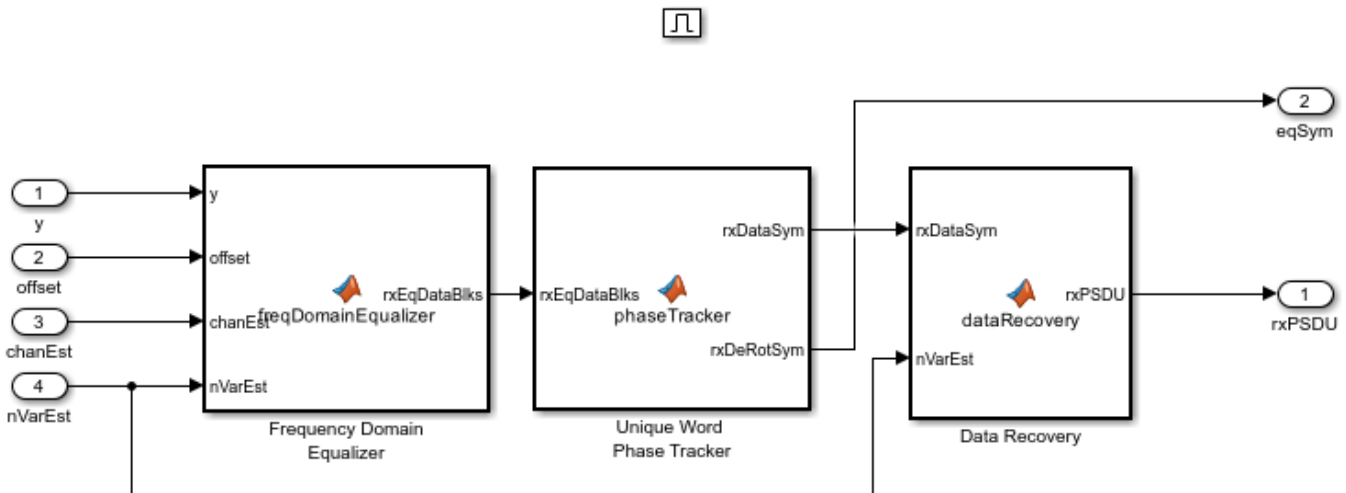 2
eqSym
1
y
2
offset
3
chanEst
4
nVarEst
y
offset
chanEst
nVarEst
freqDomainEqualizer
rxEqDataBlks
Frequency Domain
Equalizer
rxEqDataBlks
phaseTracker
rxDataSym
rxDeRotSym
Unique Word
Phase Tracker
rxDataSym
nVarEst
dataRecovery
rxPSDU
Data Recovery
1
rxPSDU